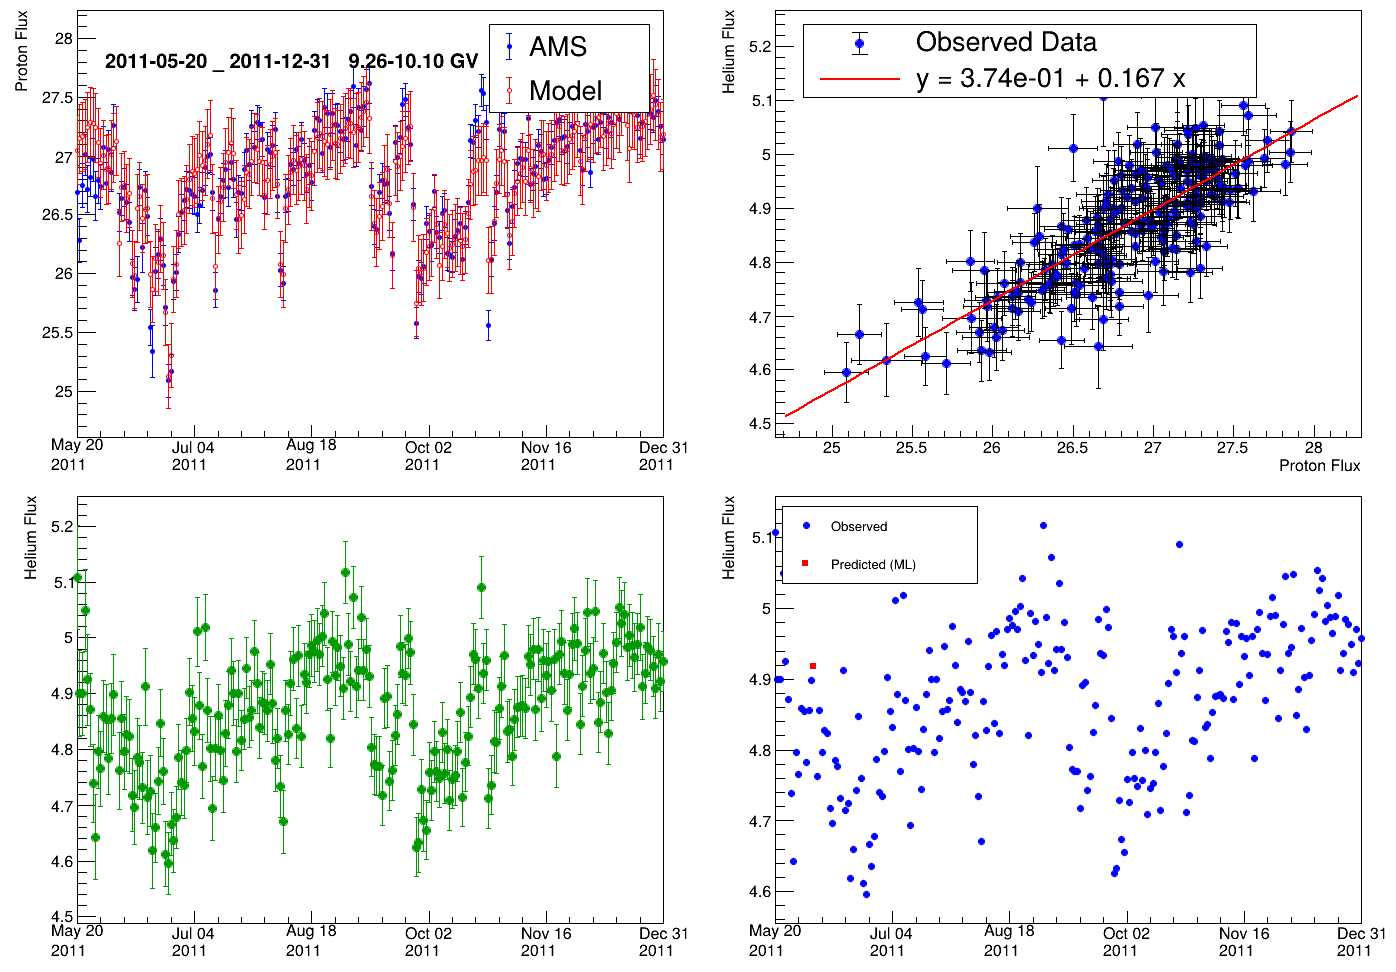 Proton Flux
28
27.5
27
26.5
26
25.5
25
2011-05-20 _ 2011-12-31 9.26-10.10 GV
AMS
Model
May 20
2011
Jul 04
2011
Aug 18
2011
Oct 02
2011
Nov 16
2011
Dec 31
2011
Helium Flux
5.2
5.1
5
4.9
4.8
4.7
4.6
4.5
Observed Data
y = 3.74e-01 + 0.167 x
25
25.5
26
26.5
27
27.5
28
Proton Flux
Helium Flux
5.2
5.1
5
4.9
4.8
4.7
4.6
4.5
May 20
2011
Jul 04
2011
Aug 18
2011
Oct 02
2011
Nov 16
2011
Dec 31
2011
Helium Flux
5.1
5
4.9
4.8
4.7
4.6
Observed
Predicted (ML)
May 20
2011
Jul 04
2011
Aug 18
2011
Oct 02
2011
Nov 16
2011
Dec 31
2011